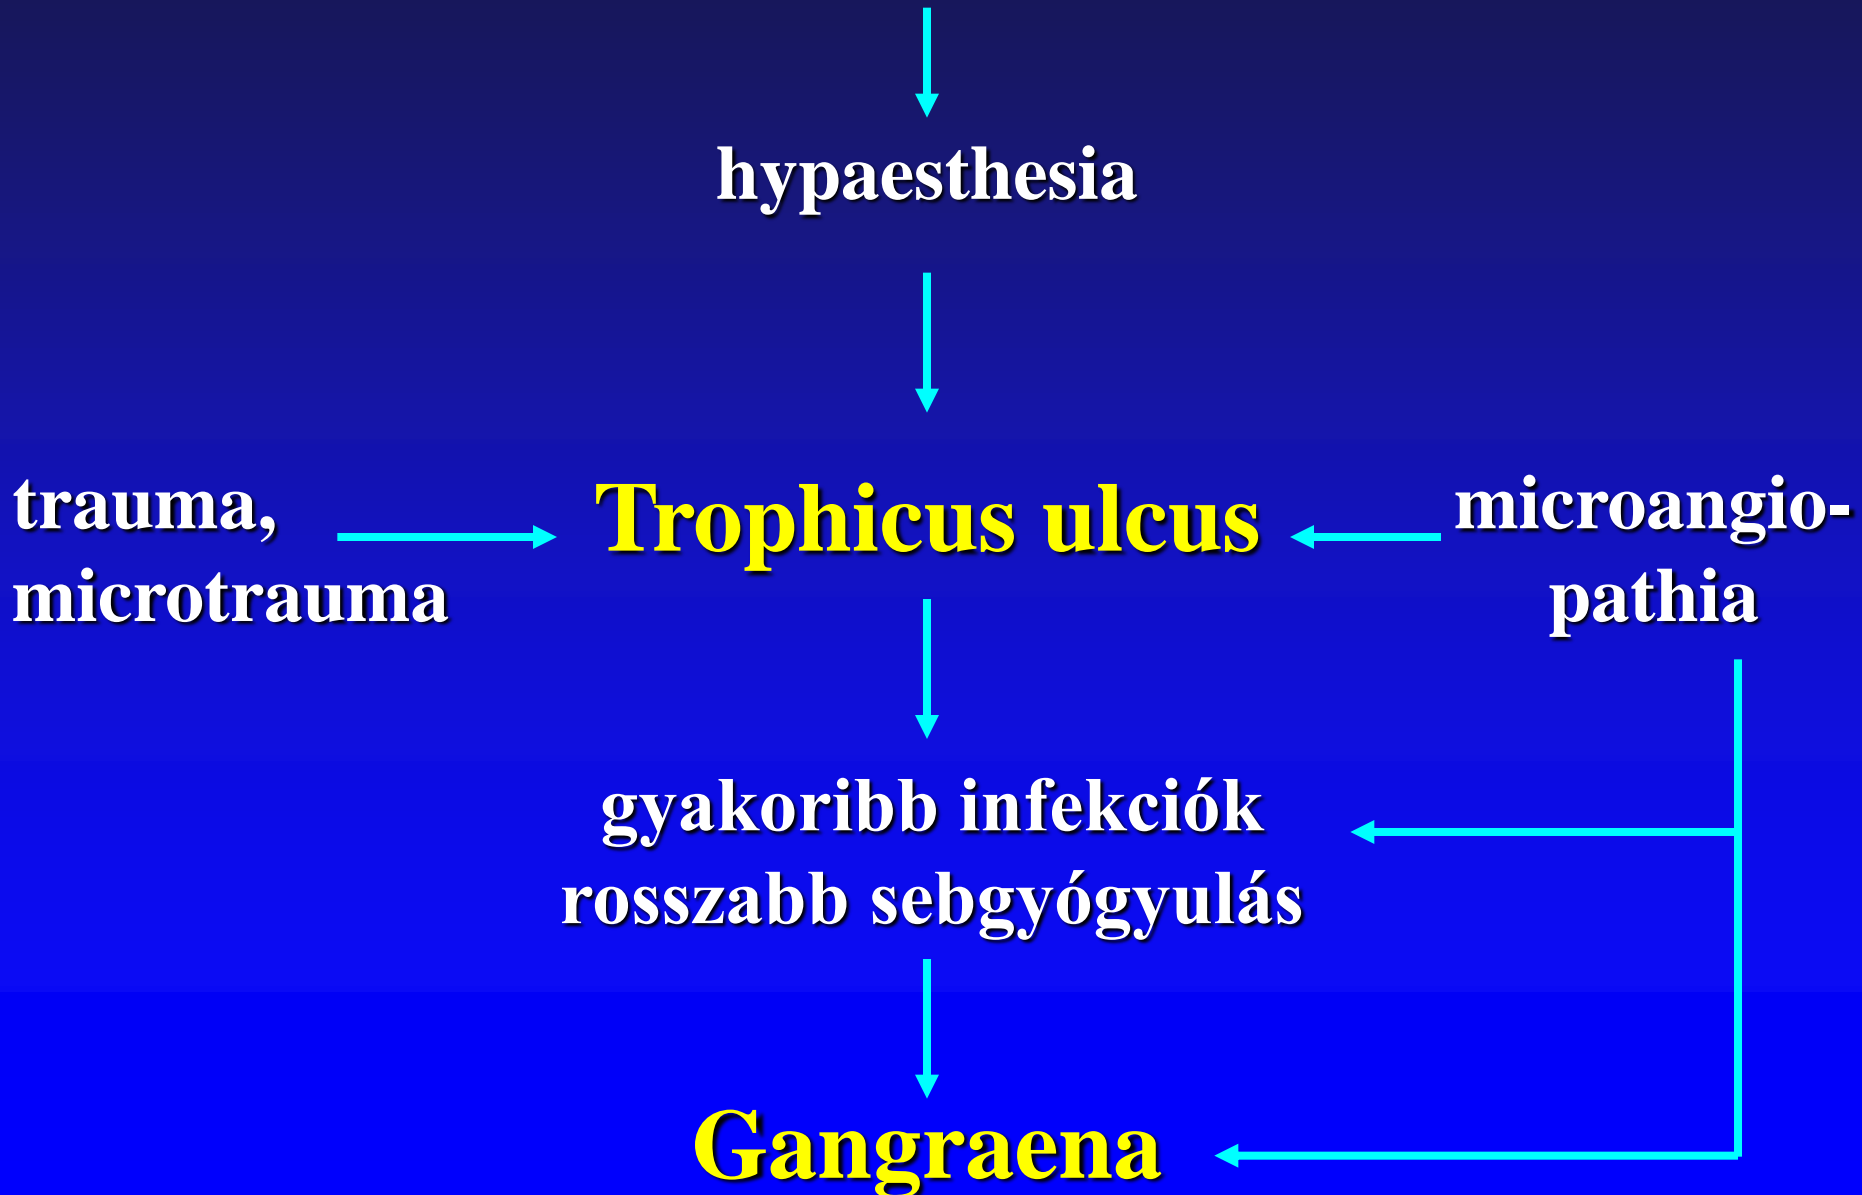 hypaesthesia
trauma,
microtrauma
Trophicus ulcus
microangio-
pathia
gyakoribb infekciók
rosszabb sebgyógyulás
Gangraena